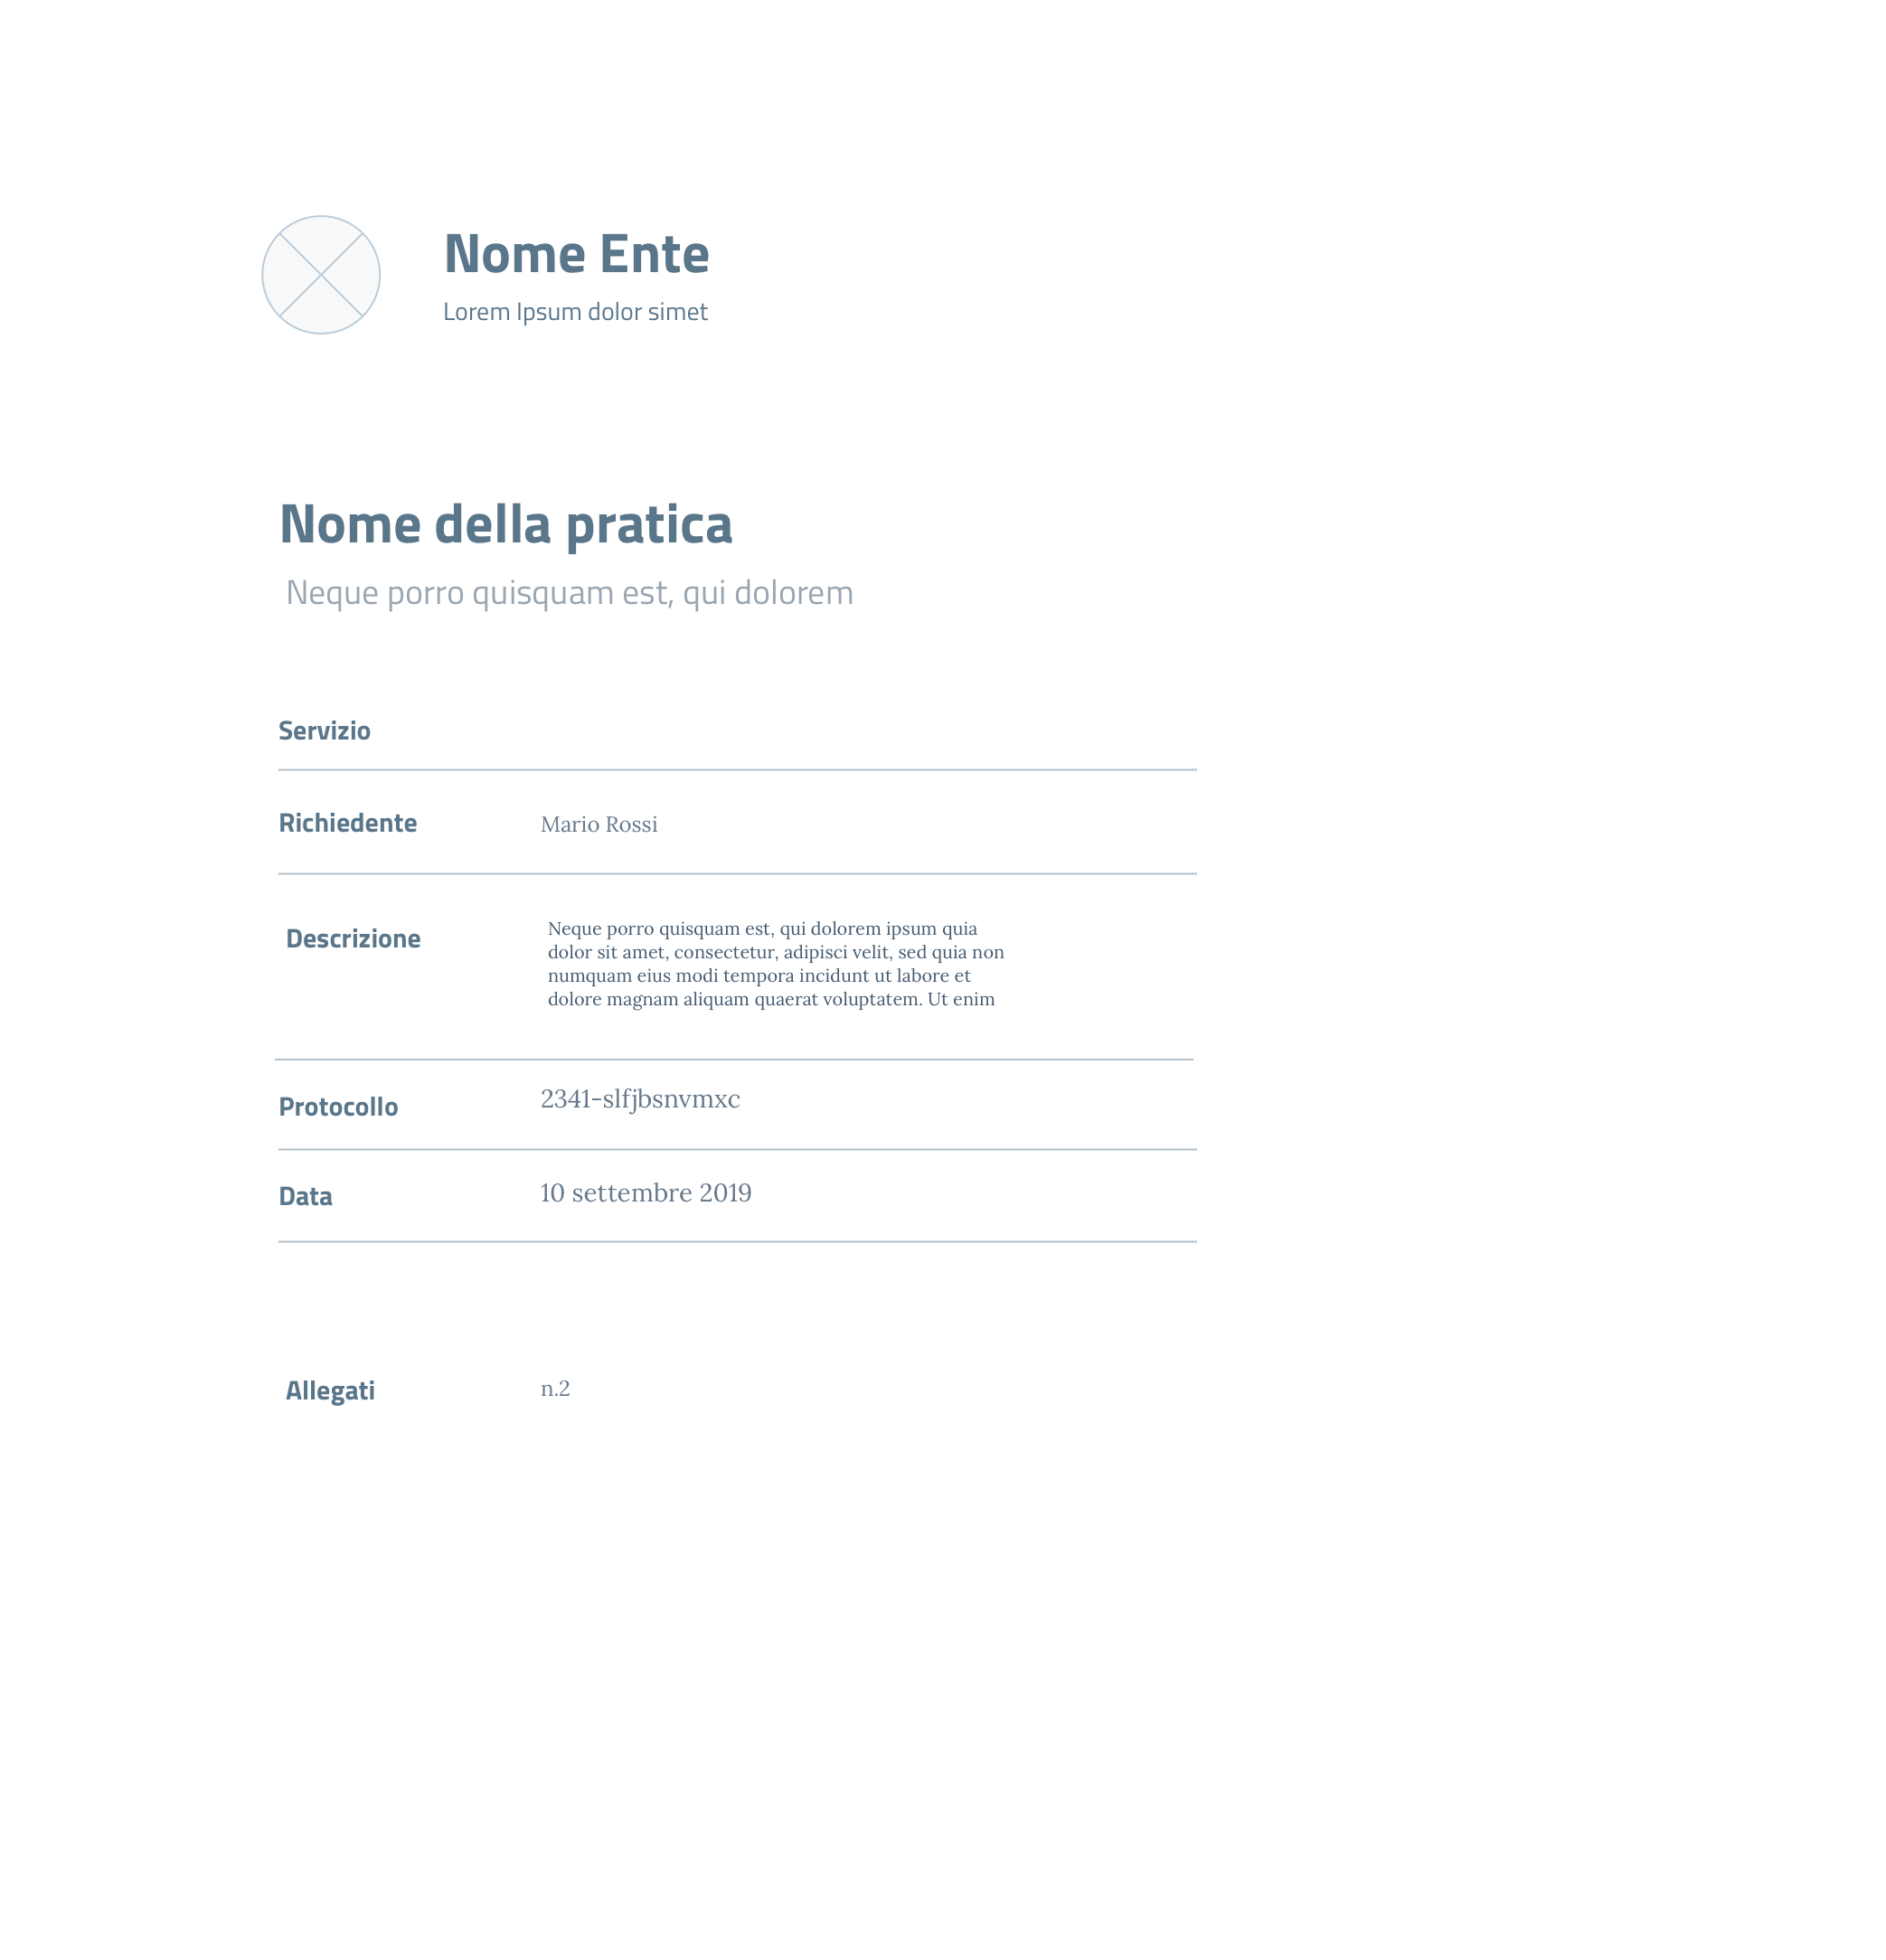 Nome Ente
Lorem Ipsum dolor simet
Nome della pratica
Neque porro quisquam est, qui dolorem
Servizio
Richiedente Mario Rossi
Descrizione Neque porro quisquam est, qui dolorem ipsum quia
dolor sit amet, consectetur, adipisci velit, sed quia non
numquam eius modi tempora incidunt ut labore et
dolore magnam aliquam quaerat voluptatem. Ut enim
Protocollo 2341-slfjbsnvmxc
Data 10 settembre 2019
Allegati n.2